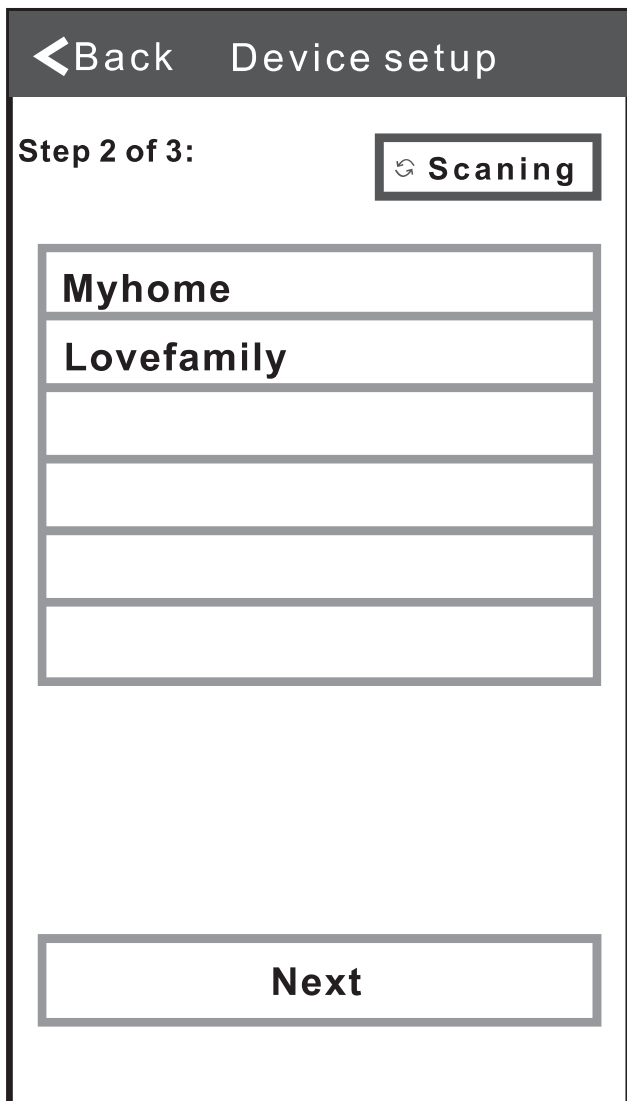 Back Device setup
Step 2 of 3:
Scaning
Myhome
Lovefamily
Next